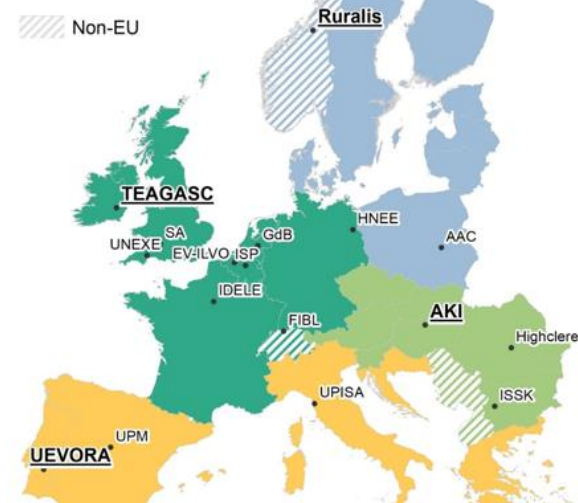 Ruralis
Non-EU
TEAGASC
HNEE
SA
GdB
UNEXE
AAC
EV-ILVO
ISP
IDELE
AKI
FIBL
Highclere
ISSK
UPISA
UPM
UEVORA